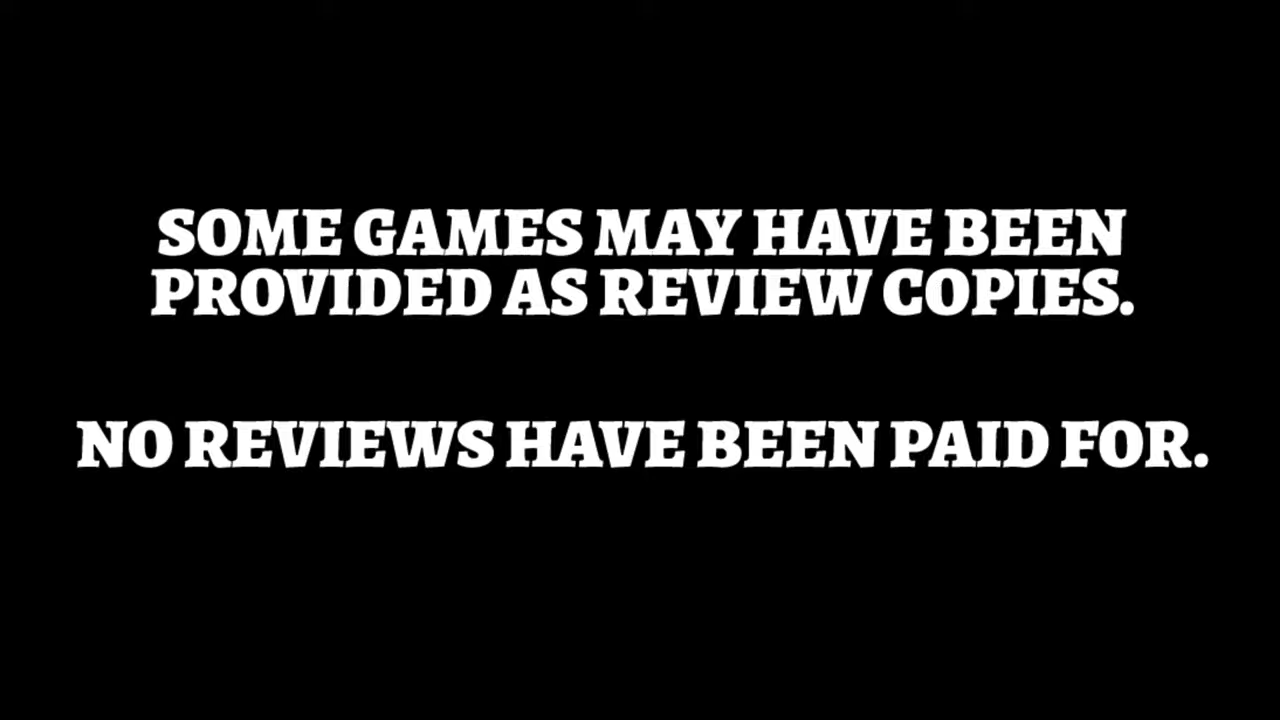 SOME GAMES MAY HAVE BEEN
PROVIDED AS REVIEW COPIES.
NO REVIEWS HAVE BEEN PAID FOR.